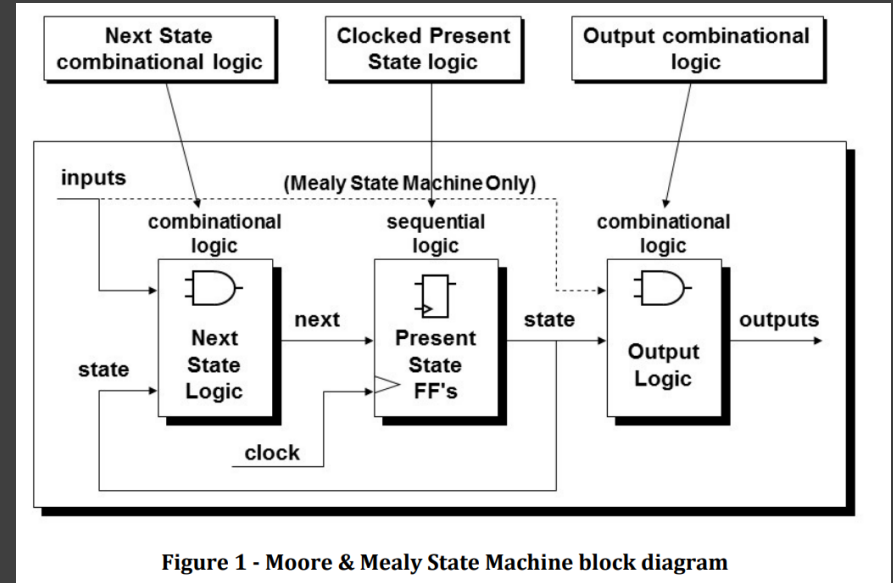 Next State
combinational logic
Clocked Present
State logic
Output combinational
logic
inputs
(Mealy State Machine Only)
combinational
logic
sequential
logic
combinational
logic
next
state
outputs
Next
State
Logic
Present
State
FF's
Output
Logic
state
clock
Figure 1 - Moore & Mealy State Machine block diagram